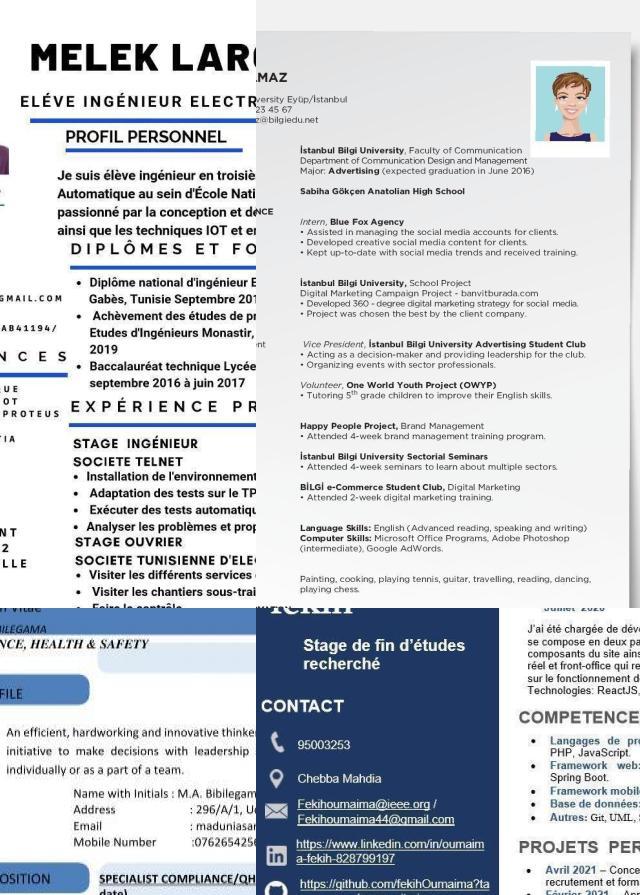 MELEK LAR
ELÉVE INGÉNIEUR ELECTR
PROFIL PERSONNEL
Je suis élève ingénieur en troisiè
Automatique au sein d'École Nati
passionné par la conception et de
ainsi que les techniques IOT et e
DIPLÔMES ET FO
GMAIL.COM
AB41194/
N C E S
U E
O T
PROTEUS
I A
N T
2
LLE
• Diplôme national d'ingénieur E
Gabès, Tunisie Septembre 201
• Achèvement des études de pr
Etudes d'Ingénieurs Monastir,
2019
• Baccalauréat technique Lycée
septembre 2016 à juin 2017
EXPÉRIENCE PR
STAGE INGÉNIEUR
SOCIETE TELNET
• Installation de l'environnement
• Adaptation des tests sur le TP
• Exécuter des tests automatiqu
• Analyser les problèmes et prop
STAGE OUVRIER
SOCIETE TUNISIENNE D'ELE
• Visiter les différents services
• Visiter les chantiers sous-trai
• Faire le contrôle
MAZ
versity Eyüp/İstanbul
23 45 67
z@bilgiedu.net
İstanbul Bilgi University, Faculty of Communication
Department of Communication Design and Management
Major: Advertising (expected graduation in June 2016)
Sabiha Gökçen Anatolian High School
NCE
Intern, Blue Fox Agency
• Assisted in managing the social media accounts for clients.
• Developed creative social media content for clients.
• Kept up-to-date with social media trends and received training.
İstanbul Bilgi University, School Project
Digital Marketing Campaign Project - banvitburada.com
• Developed 360 - degree digital marketing strategy for social media.
• Project was chosen the best by the client company.
nt
Vice President, İstanbul Bilgi University Advertising Student Club
• Acting as a decision-maker and providing leadership for the club.
• Organizing events with sector professionals.
Volunteer, One World Youth Project (OWYP)
• Tutoring 5th grade children to improve their English skills.
Happy People Project, Brand Management
• Attended 4-week brand management training program.
İstanbul Bilgi University Sectorial Seminars
• Attended 4-week seminars to learn about multiple sectors.
BİLGİ e-Commerce Student Club, Digital Marketing
• Attended 2-week digital marketing training.
Language Skills: English (Advanced reading, speaking and writing)
Computer Skills: Microsoft Office Programs, Adobe Photoshop
(intermediate), Google AdWords.
Painting, cooking, playing tennis, guitar, travelling, reading, dancing,
playing chess.
Vitae
BILEGAMA
NCE, HEALTH & SAFETY
FILE
An efficient, hardworking and innovative thinke
initiative to make decisions with leadership
individually or as a part of a team.
Name with Initials : M.A. Bibilegam
Address : 296/A/1, U
Email : maduniasar
Mobile Number :0762654256
OSITION
SPECIALIST COMPLIANCE/QH
date)
Stage de fin d'études
recherché
CONTACT
95003253
Chebba Mahdia
Fekihoumaima@ieee.org /
Fekihoumaima44@gmail.com
https://www.linkedin.com/in/oumaim
a-fekih-828799197
https://github.com/fekihOumaima?ta
Juillet 2020
J'ai été chargée de déve
se compose en deux pa
composants du site ains
réel et front-office qui re
sur le fonctionnement de
Technologies: ReactJS,
COMPETENCE
• Langages de pro
PHP, JavaScript.
• Framework web:
Spring Boot.
• Framework mobil
• Base de données:
• Autres: Git, UML, S
PROJETS PER
• Avril 2021 – Conc
recrutement et form
• Février 2021